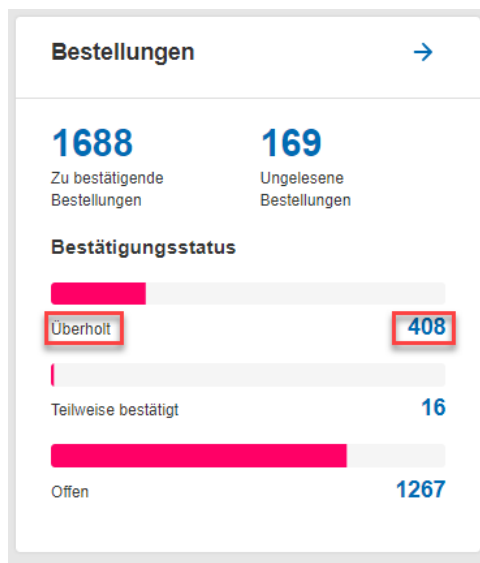 Bestellungen
1688 169
Zu bestätigende Ungelesene
Bestellungen Bestellungen
Bestätigungsstatus
Überholt 408
Teilweise bestätigt 16
Offen 1267